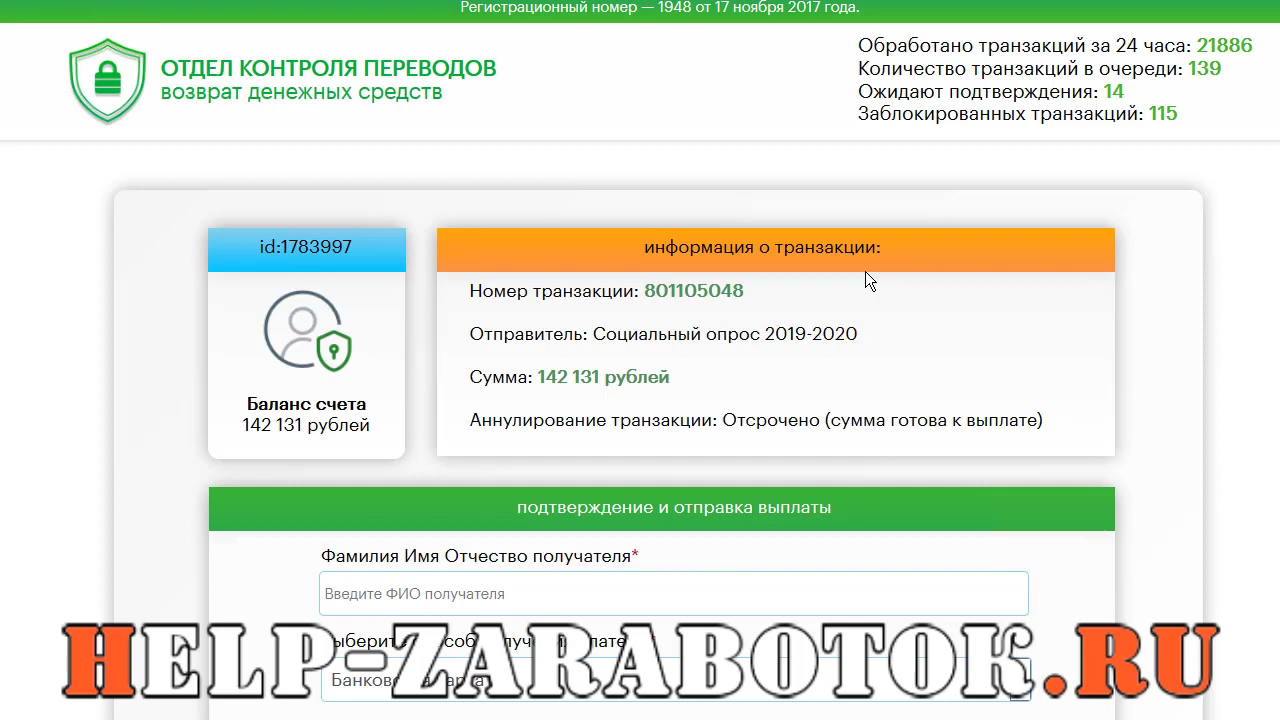 Регистрационный номер — 1948 от 17 ноября 2017 года.
ОТДЕЛ КОНТРОЛЯ ПЕРЕВОДОВ
возврат денежных средств
Обработано транзакций за 24 часа: 21886
Количество транзакций в очереди: 139
Ожидают подтверждения: 14
Заблокированных транзакций: 115
id:1783997
Баланс счета
142 131 рублей
информация о транзакции:
Номер транзакции: 801105048
Отправитель: Социальный опрос 2019-2020
Сумма: 142 131 рублей
Аннулирование транзакции: Отсрочено (сумма готова к выплате)
подтверждение и отправка выплаты
Фамилия Имя Отчество получателя*
Введите ФИО получателя
HELP-ZARABOTOK.RU